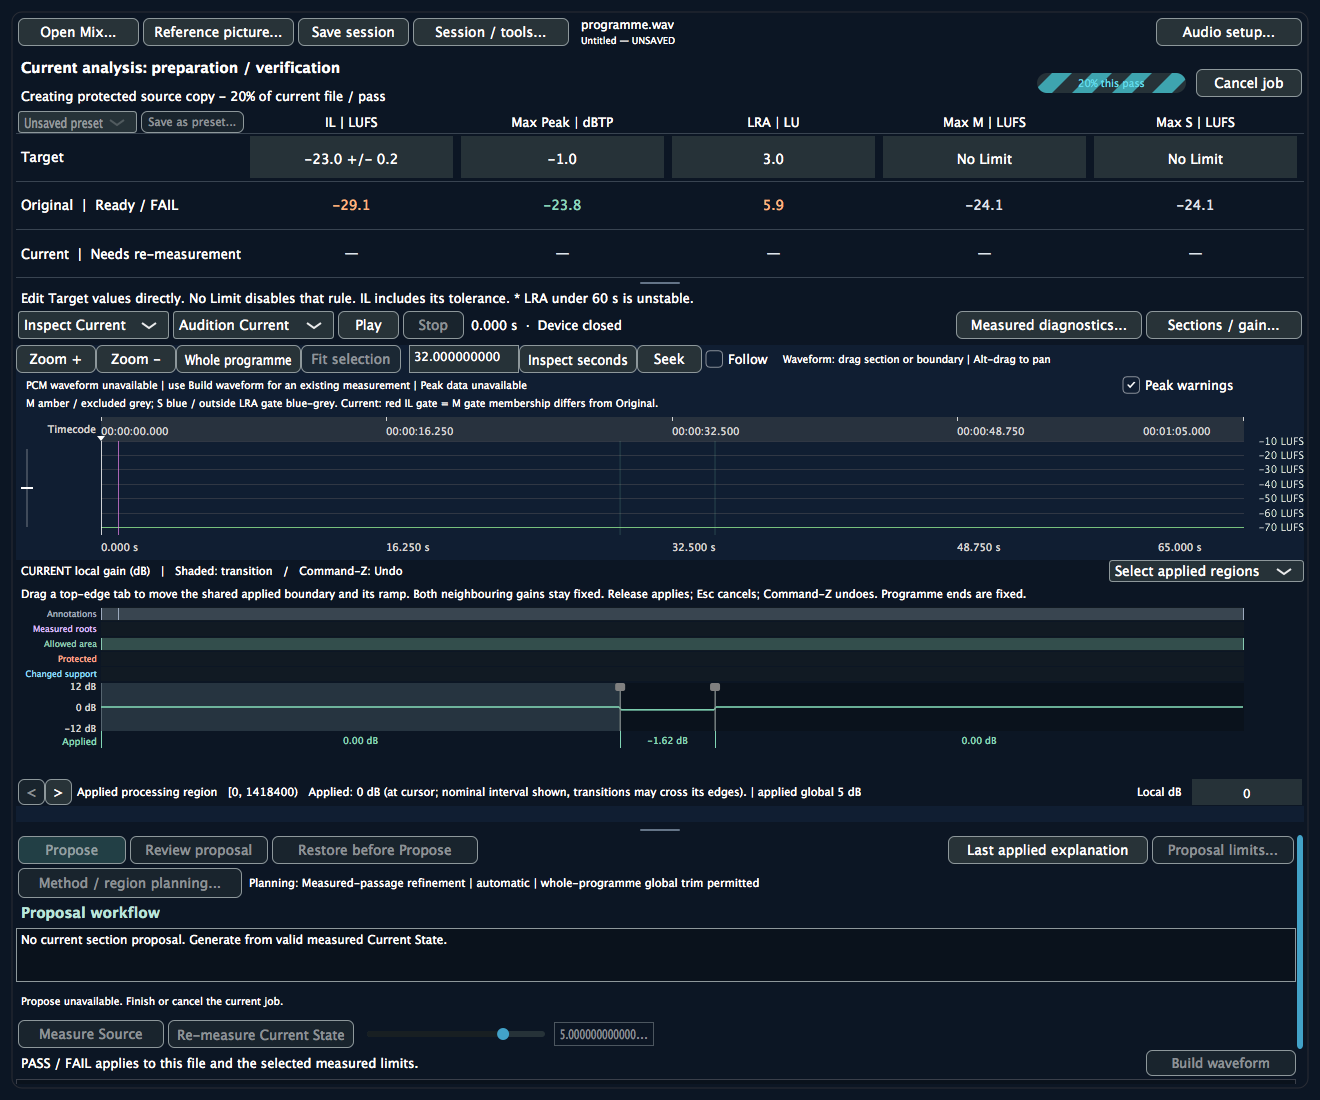 Open Mix... Reference picture... Save session Session / tools... programme.wav Audio setup...
Untitled — UNSAVED
Current analysis: preparation / verification
20% this pass Cancel job
Creating protected source copy – 20% of current file / pass
Unsaved preset Save as preset... IL | LUFS Max Peak | dBTP LRA | LU Max M | LUFS Max S | LUFS
Target -23.0 +/- 0.2 -1.0 3.0 No Limit No Limit
Original | Ready / FAIL -29.1 -23.8 5.9 -24.1 -24.1
Current | Needs re-measurement — — — — —
Edit Target values directly. No Limit disables that rule. IL includes its tolerance. * LRA under 60 s is unstable.
Inspect Current Audition Current Play Stop 0.000 s · Device closed Measured diagnostics... Sections / gain...
Zoom + Zoom – Whole programme Fit selection 32.000000000 Inspect seconds Seek Follow Waveform: drag section or boundary | Alt-drag to pan
PCM waveform unavailable | use Build waveform for an existing measurement | Peak data unavailable Peak warnings
M amber / excluded grey; S blue / outside LRA gate blue-grey. Current: red IL gate = M gate membership differs from Original.
Timecode 00:00:00.000 00:00:16.250 00:00:32.500 00:00:48.750 00:01:05.000
-10 LUFS
-20 LUFS
-30 LUFS
-40 LUFS
-50 LUFS
-60 LUFS
-70 LUFS
0.000 s 16.250 s 32.500 s 48.750 s 65.000 s
CURRENT local gain (dB) | Shaded: transition / Command-Z: Undo Select applied regions
Drag a top-edge tab to move the shared applied boundary and its ramp. Both neighbouring gains stay fixed. Release applies; Esc cancels; Command-Z undoes. Programme ends are fixed.
Annotations
Measured roots
Allowed area
Protected
Changed support
12 dB
0 dB
-12 dB
Applied 0.00 dB -1.62 dB 0.00 dB
< > Applied processing region [0, 1418400) Applied: 0 dB (at cursor; nominal interval shown, transitions may cross its edges). | applied global 5 dB Local dB 0
Propose Review proposal Restore before Propose Last applied explanation Proposal limits...
Method / region planning... Planning: Measured-passage refinement | automatic | whole-programme global trim permitted
Proposal workflow
No current section proposal. Generate from valid measured Current State.
Propose unavailable. Finish or cancel the current job.
Measure Source Re-measure Current State 5.000000000000...
PASS / FAIL applies to this file and the selected measured limits. Build waveform